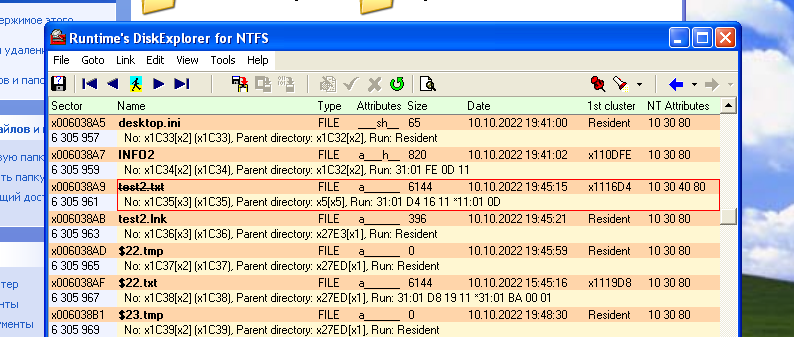 держимое этого
Runtime's DiskExplorer for NTFS
File Goto Link Edit View Tools Help
Sector Name Type Attributes Size Date 1st cluster NT Attributes
x006038A5 desktop.ini FILE ___sh__ 65 10.10.2022 19:41:00 Resident 10 30 80
6 305 957 No: x1C33[x2] (x1C33), Parent directory: x1C32[x2], Run: Resident
x006038A7 INFO2 FILE a___h__ 820 10.10.2022 19:41:02 x110DFE 10 30 80
6 305 959 No: x1C34[x2] (x1C34), Parent directory: x1C32[x2], Run: 31:01 FE 0D 11
x006038A9 test2.txt FILE a______ 6144 10.10.2022 19:45:15 x1116D4 10 30 40 80
6 305 961 No: x1C35[x3] (x1C35), Parent directory: x5[x5], Run: 31:01 D4 16 11 *11:01 0D
x006038AB test2.lnk FILE a______ 396 10.10.2022 19:45:21 Resident 10 30 80
6 305 963 No: x1C36[x3] (x1C36), Parent directory: x27E3[x1], Run: Resident
x006038AD $22.tmp FILE a______ 0 10.10.2022 19:45:59 Resident 10 30 80
6 305 965 No: x1C37[x2] (x1C37), Parent directory: x27ED[x1], Run: Resident
x006038AF $22.txt FILE a______ 6144 10.10.2022 15:45:16 x1119D8 10 30 80
6 305 967 No: x1C38[x2] (x1C38), Parent directory: x27ED[x1], Run: 31:01 D8 19 11 *31:01 BA 00 01
x006038B1 $23.tmp FILE a______ 0 10.10.2022 19:48:30 Resident 10 30 80
6 305 969 No: x1C39[x2] (x1C39), Parent directory: x27ED[x1], Run: Resident
и удален
ов и папо
айлов и
вую папк
ть папку
щий дост
тер
нты
ументы